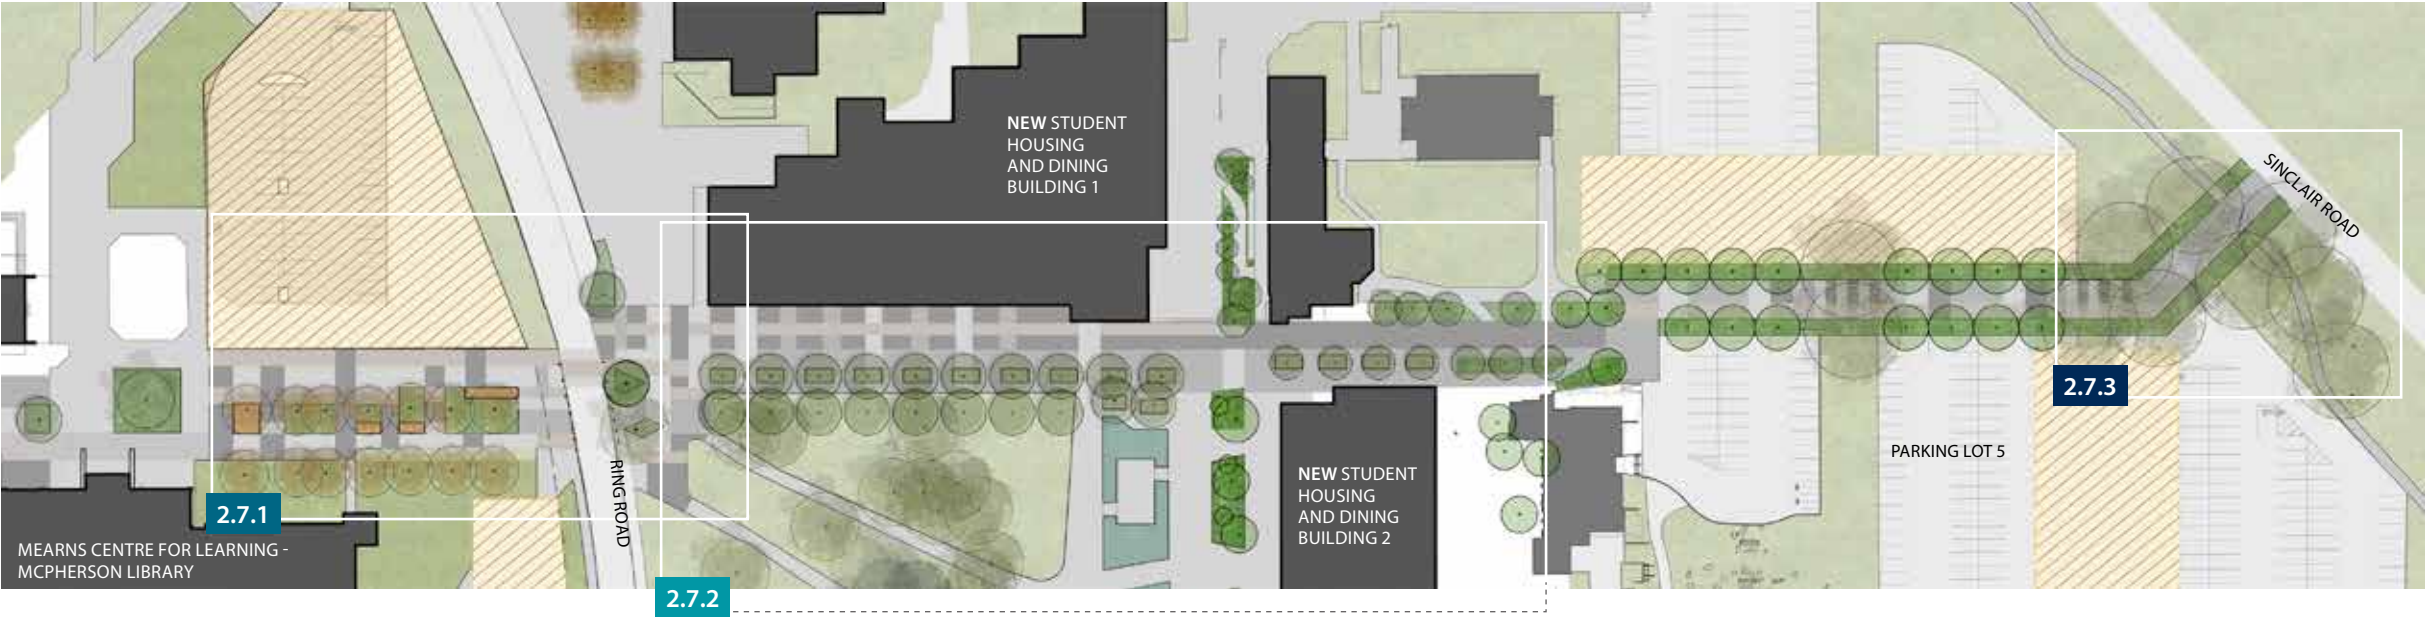 NEW STUDENT
HOUSING
AND DINING
BUILDING 1
SINCLAIR ROAD
2.7.3
PARKING LOT 5
NEW STUDENT
HOUSING
AND DINING
BUILDING 2
RING ROAD
2.7.1
MEARNS CENTRE FOR LEARNING -
MCPHERSON LIBRARY
2.7.2